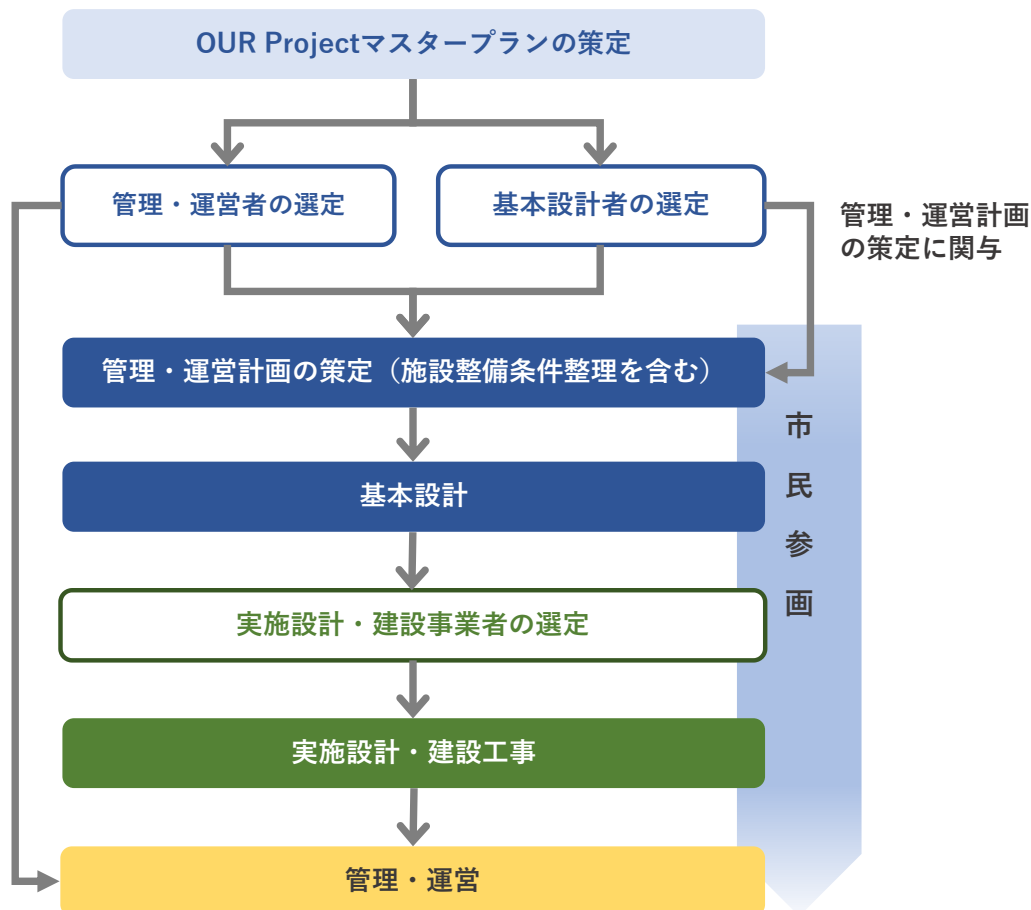 OUR Projectマスタープランの策定
管理・運営者の選定
基本設計者の選定
管理・運営計画
の策定に関与
管理・運営計画の策定（施設整備条件整理を含む）
基本設計
実施設計・建設事業者の選定
実施設計・建設工事
管理・運営
市民参画